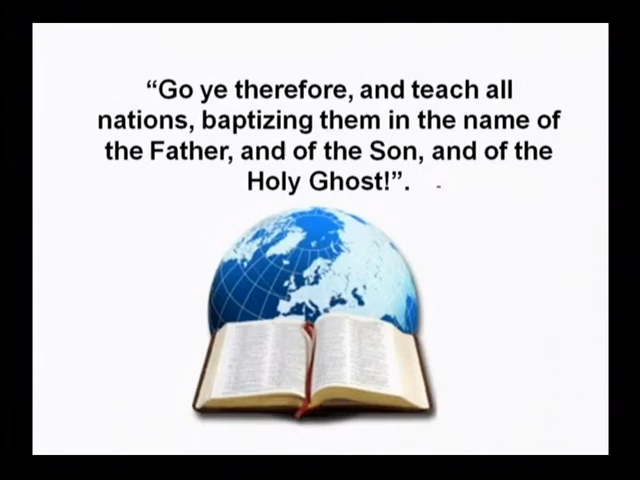 “Go ye therefore, and teach all
nations, baptizing them in the name of
the Father, and of the Son, and of the
Holy Ghost!”. -